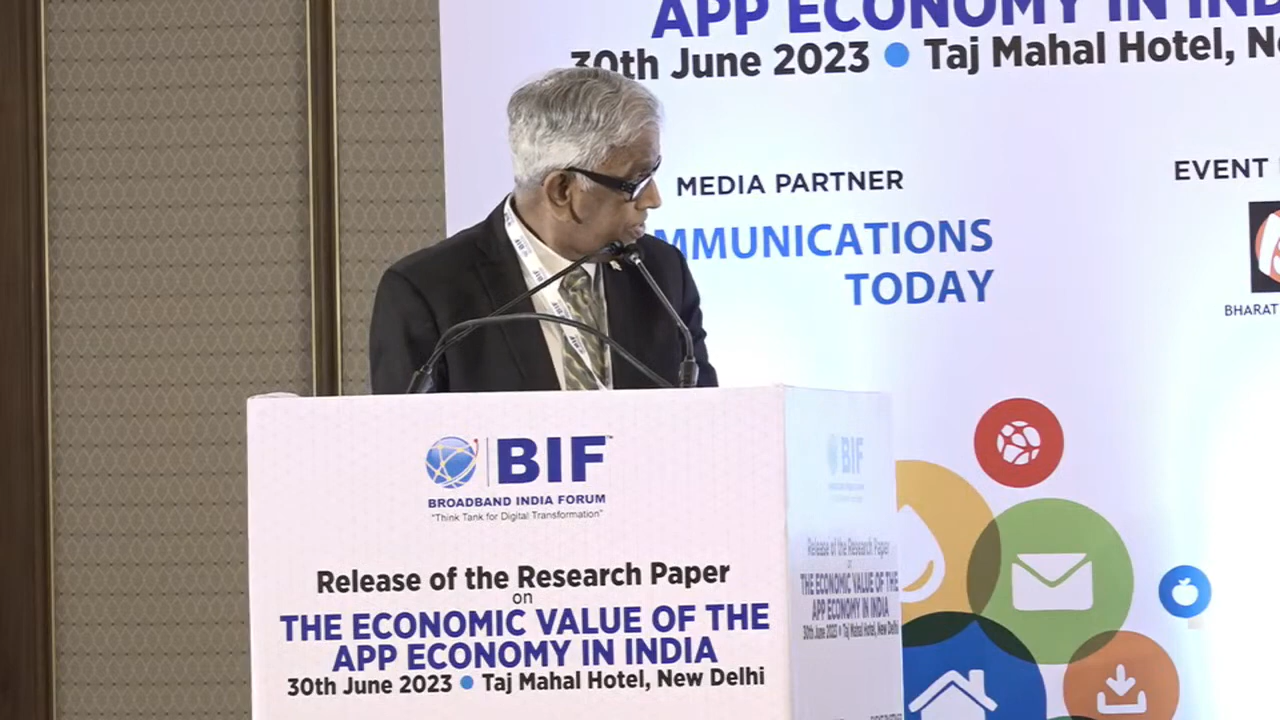 APP ECONOMY IN IND
30th June 2023 ● Taj Mahal Hotel, Ne
MEDIA PARTNER
EVENT
MMUNICATIONS
TODAY
BHARAT
BIF
BIF™
BROADBAND INDIA FORUM
"Think Tank for Digital Transformation"
Release of the Research Paper
on
THE ECONOMIC VALUE OF THE
APP ECONOMY IN INDIA
30th June 2023 ● Taj Mahal Hotel, New Delhi
BIF
Release of the Research Paper
on
THE ECONOMIC VALUE OF THE
APP ECONOMY IN INDIA
30th June 2023 ● Taj Mahal Hotel, New Delhi